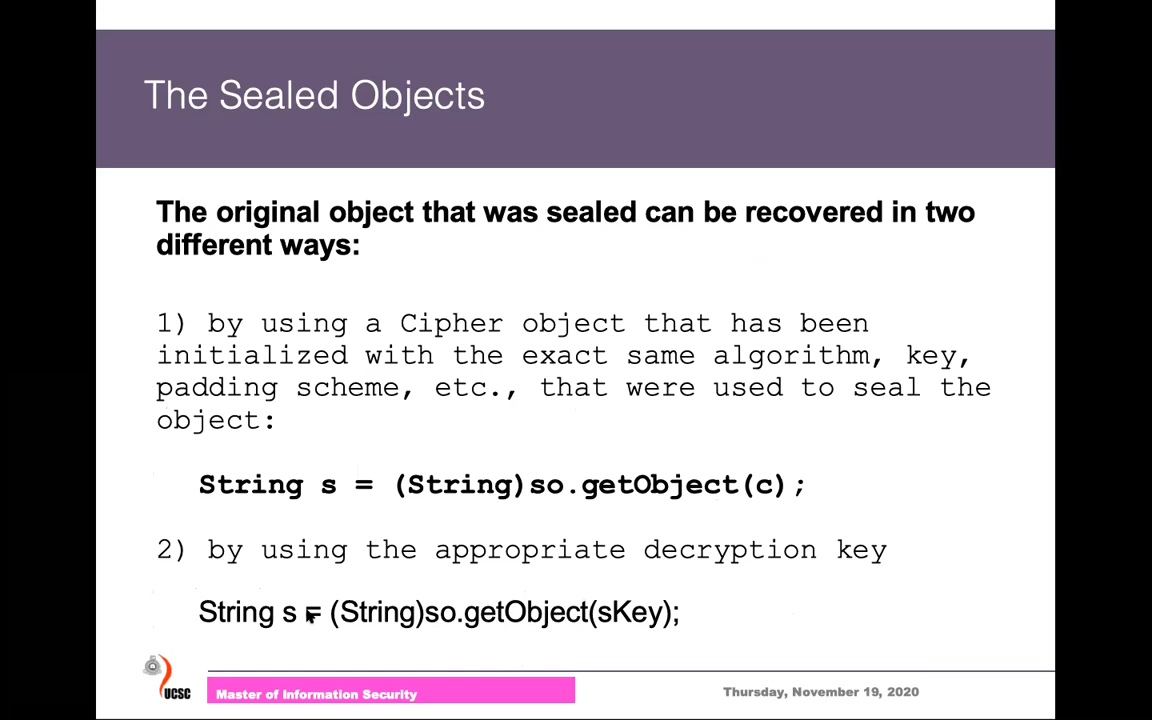 The Sealed Objects
The original object that was sealed can be recovered in two
different ways:
1) by using a Cipher object that has been
initialized with the exact same algorithm, key,
padding scheme, etc., that were used to seal the
object:
String s = (String)so.getObject(c);
2) by using the appropriate decryption key
String s = (String)so.getObject(sKey);
UCSC
Master of Information Security
Thursday, November 19, 2020